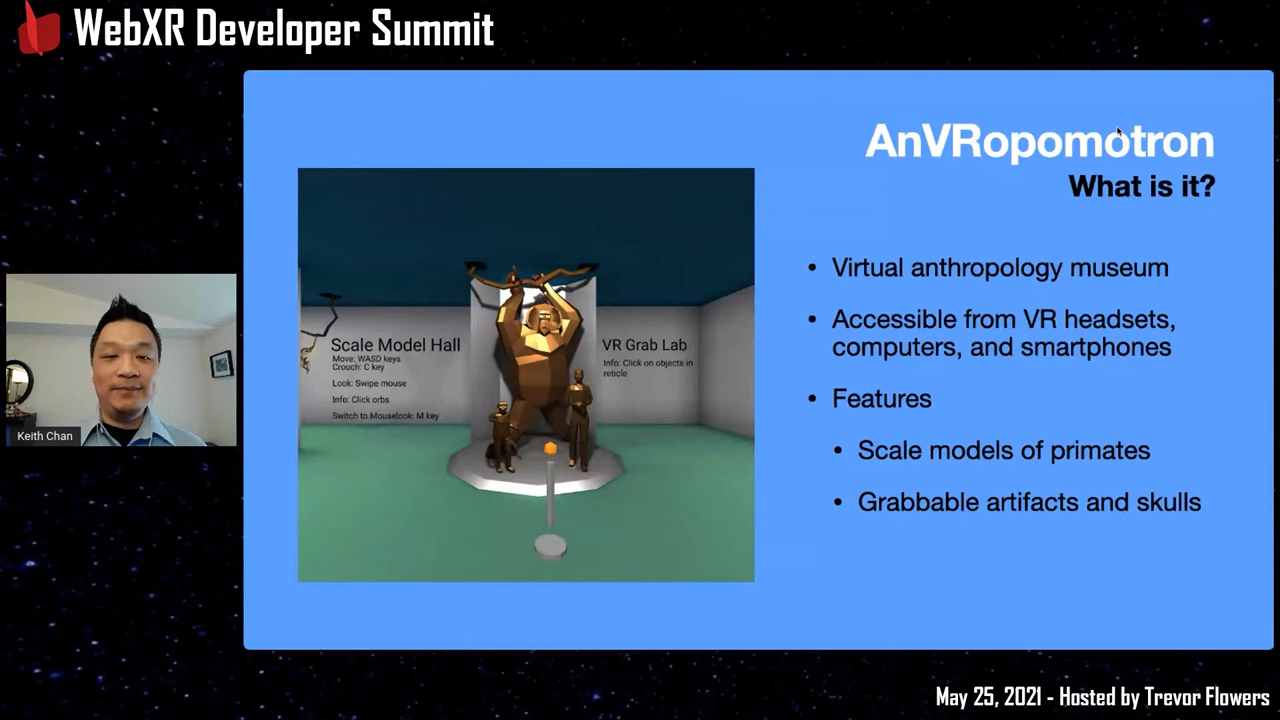 WebXR Developer Summit
AnVRopomotron
What is it?
• Virtual anthropology museum
• Accessible from VR headsets,
computers, and smartphones
• Features
• Scale models of primates
• Grabbable artifacts and skulls
Scale Model Hall
Move: WASD keys
Crouch: C key
Look: Swipe mouse
Info: Click orbs
Switch to Mouselook: M key
VR Grab Lab
Info: Click on objects in
reticle
Keith Chan
May 25, 2021 - Hosted by Trevor Flowers